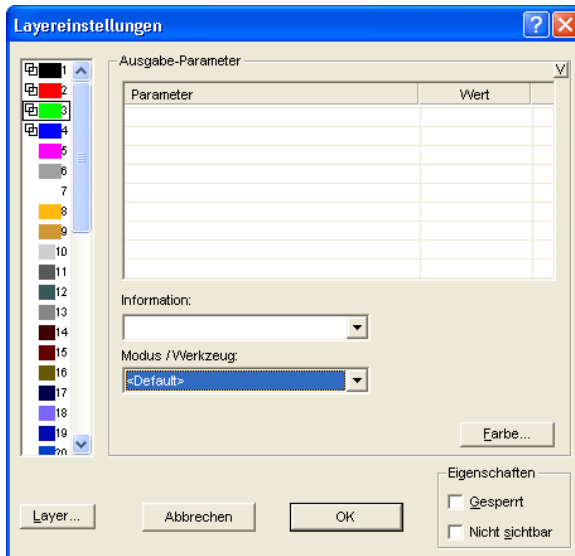 Layereinstellungen
Ausgabe-Parameter
V
Parameter Wert
1
2
3
4
5
6
7
8
9
10
11
12
13
14
15
16
17
18
19
20
Information:
Modus / Werkzeug:
<Default>
Farbe...
Eigenschaften
Gesperrt
Nicht sichtbar
Layer...
Abbrechen
OK